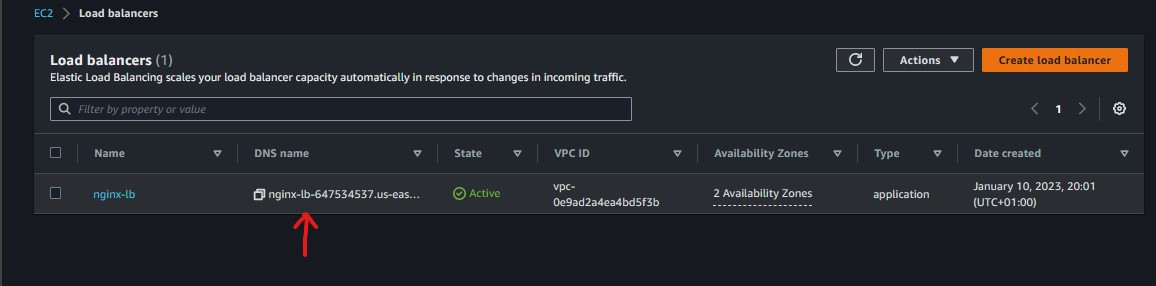 EC2 > Load balancers
Load balancers (1)
Elastic Load Balancing scales your load balancer capacity automatically in response to changes in incoming traffic.
Actions
Create load balancer
Filter by property or value
1
Name DNS name State VPC ID Availability Zones Type Date created
nginx-lb nginx-lb-647534537.us-eas... Active vpc- 2 Availability Zones application January 10, 2023, 20:01
0e9ad2a4ea4bd5f3b (UTC+01:00)